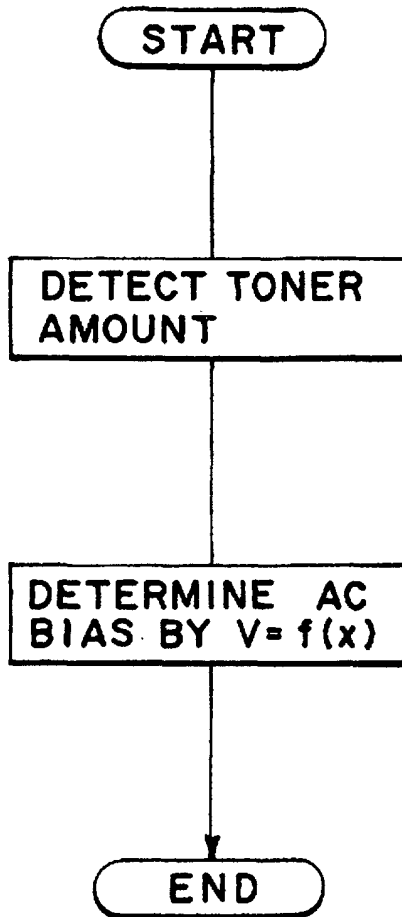 START
DETECT TONER
AMOUNT
DETERMINE AC
BIAS BY V= f(x)
END